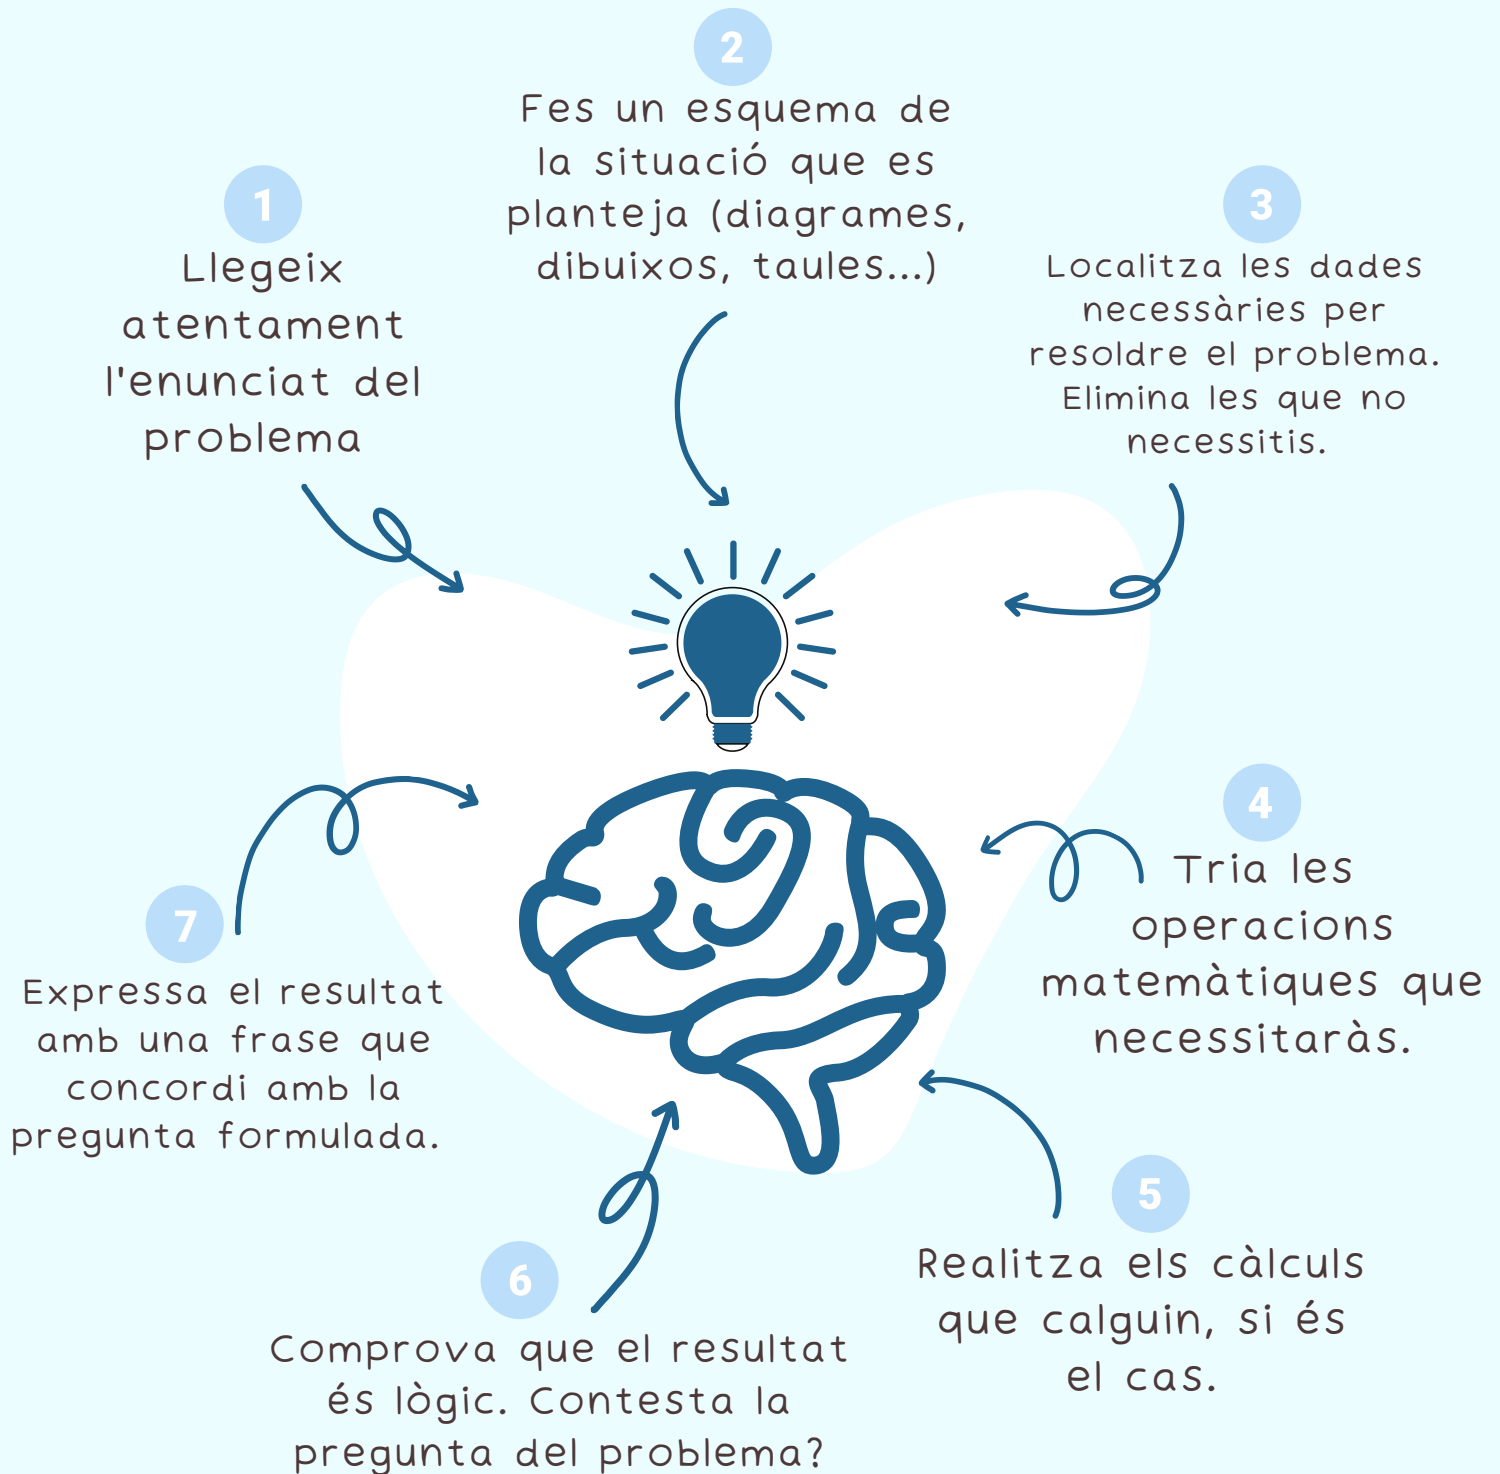 1
Llegeix
atentament
l'enunciat del
problema
2
Fes un esquema de
la situació que es
planteja (diagrames,
dibuixos, taules...)
3
Localitza les dades
necessàries per
resoldre el problema.
Elimina les que no
necessitis.
4
Tria les
operacions
matemàtiques que
necessitaràs.
5
Realitza els càlculs
que calguin, si és
el cas.
6
Comprova que el resultat
és lògic. Contesta la
pregunta del problema?
7
Expressa el resultat
amb una frase que
concordi amb la
pregunta formulada.